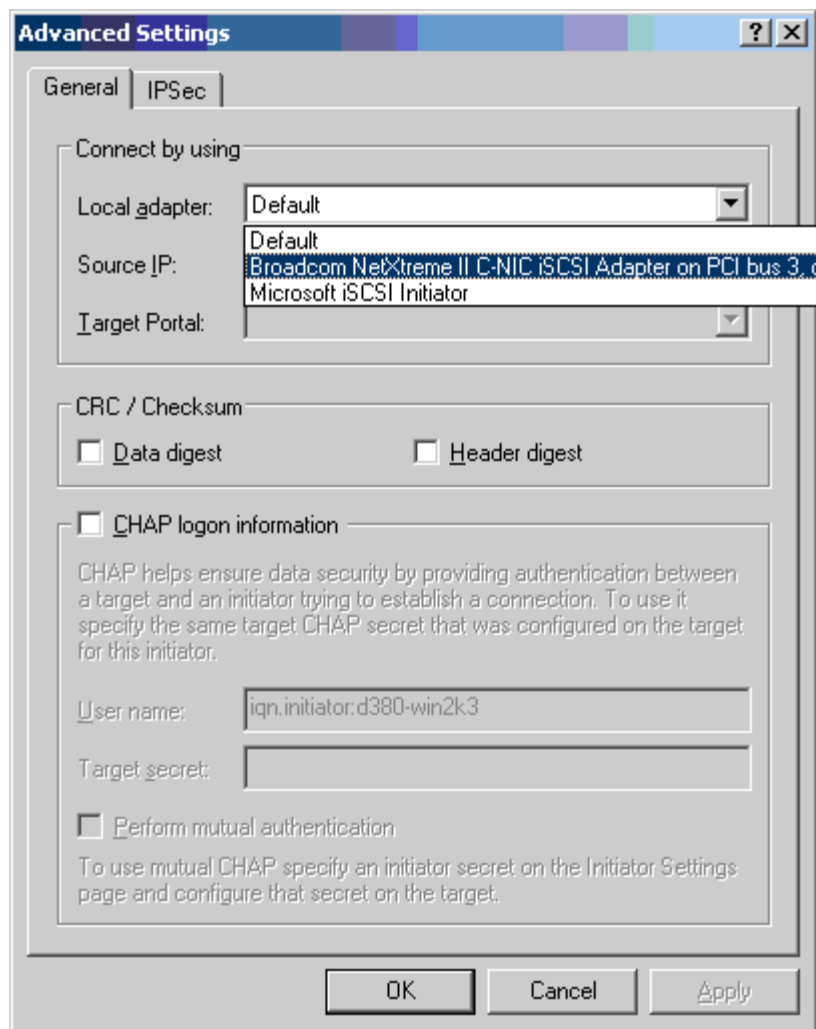 Advanced Settings
General
IPSec
Connect by using
Local adapter:
Default
Default
Source IP:
Broadcom NetXtreme II C-NIC iSCSI Adapter on PCI bus 3,
Microsoft iSCSI Initiator
Target Portal:
CRC / Checksum
Data digest
Header digest
CHAP logon information
CHAP helps ensure data security by providing authentication between
a target and an initiator trying to establish a connection. To use it
specify the same target CHAP secret that was configured on the target
for this initiator.
User name:
iqn.initiator:d380-win2k3
Target secret:
Perform mutual authentication
To use mutual CHAP specify an initiator secret on the Initiator Settings
page and configure that secret on the target.
OK
Cancel
Apply